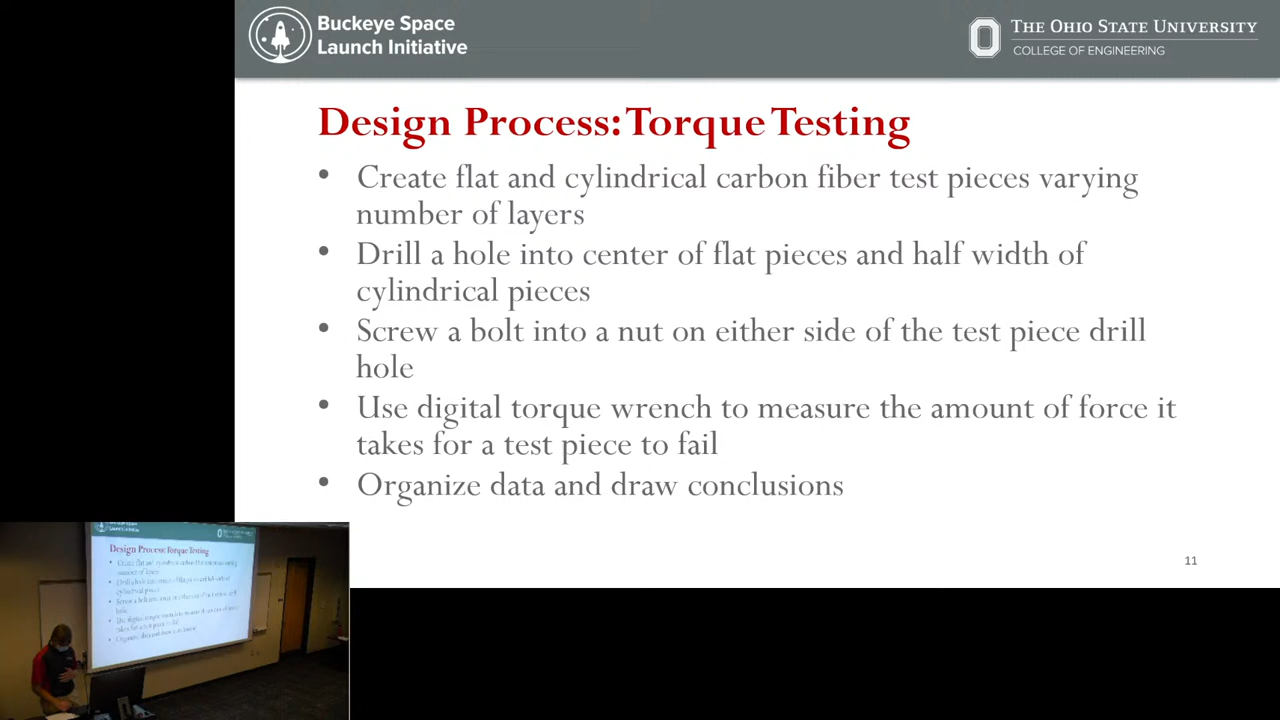 Buckeye Space
Launch Initiative
THE OHIO STATE UNIVERSITY
COLLEGE OF ENGINEERING
Design Process: Torque Testing
• Create flat and cylindrical carbon fiber test pieces varying
number of layers
• Drill a hole into center of flat pieces and half width of
cylindrical pieces
• Screw a bolt into a nut on either side of the test piece drill
hole
• Use digital torque wrench to measure the amount of force it
takes for a test piece to fail
• Organize data and draw conclusions
11
Design Process: Torque Testing